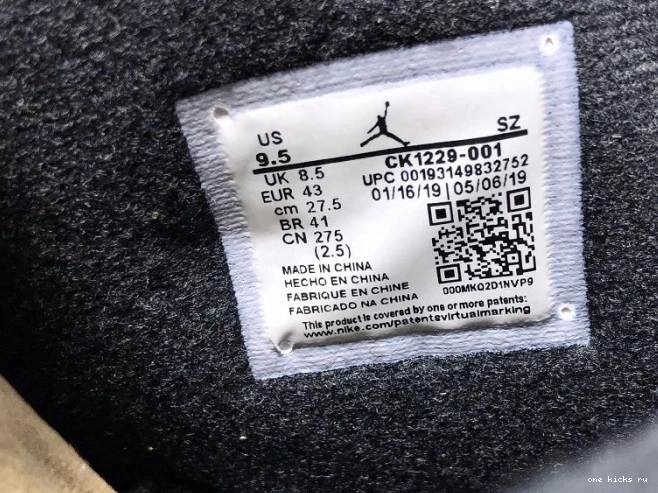 US SZ
9.5 CK1229-001
UK 8.5 UPC 00193149832752
EUR 43 01/16/19 | 05/06/19
cm 27.5
BR 41
CN 275
(2.5)
MADE IN CHINA
HECHO EN CHINA
FABRIQUE EN CHINE
FABRICADO NA CHINA
000MKQ2D1NVP9
This product is covered by one or more patents:
www.nike.com/patentsvirtualmarking
one kicks ru